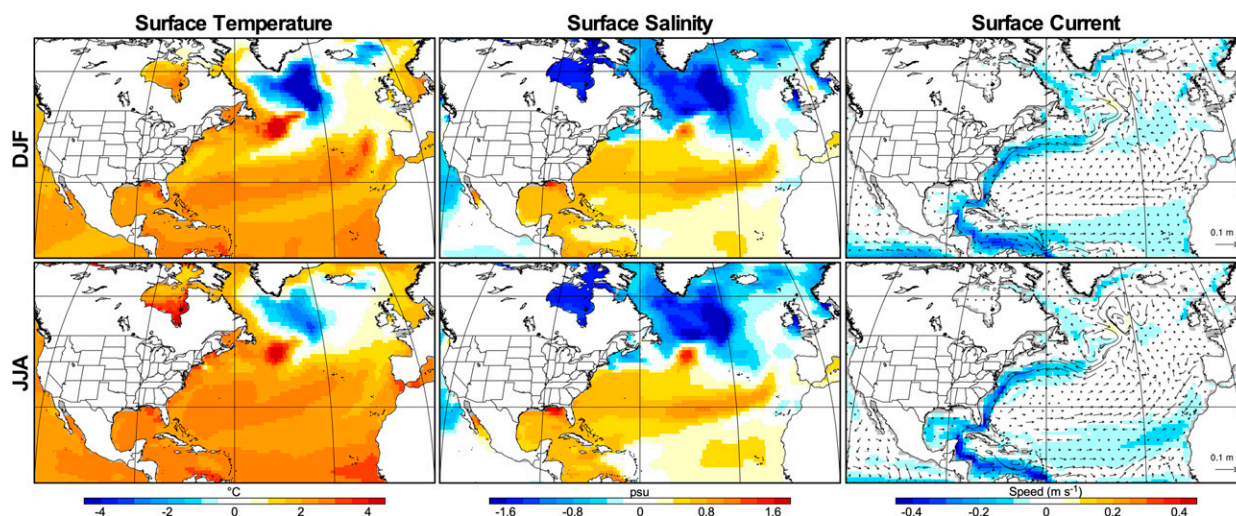 Surface Temperature Surface Salinity Surface Current
DJF
0.1 m
JJA
0.1 m
°C psu Speed (m s⁻¹)
-4 -2 0 2 4 -1.6 -0.8 0 0.8 1.6 -0.4 -0.2 0 0.2 0.4